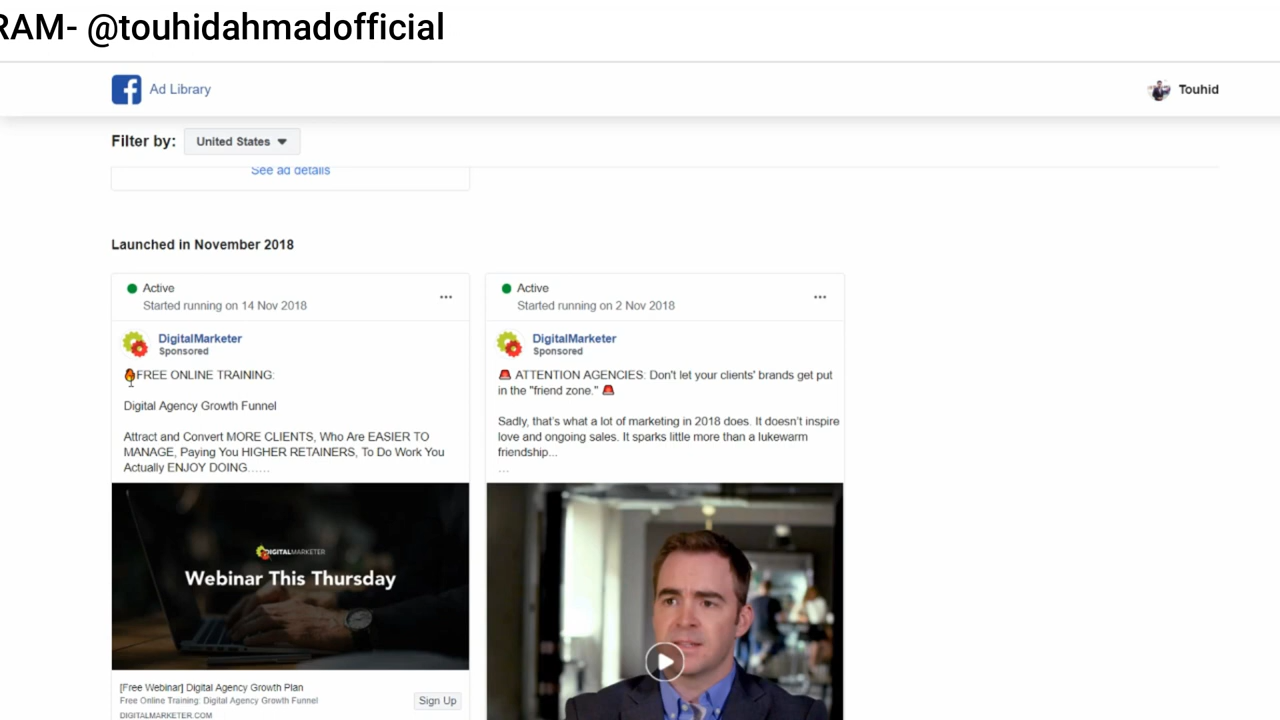 RAM- @touhidahmadofficial
Ad Library
Touhid
Filter by:
United States
See ad details
Launched in November 2018
Active
Started running on 14 Nov 2018
DigitalMarketer
Sponsored
FREE ONLINE TRAINING:
Digital Agency Growth Funnel
Attract and Convert MORE CLIENTS, Who Are EASIER TO
MANAGE, Paying You HIGHER RETAINERS, To Do Work You
Actually ENJOY DOING……
DIGITALMARKETER
Webinar This Thursday
[Free Webinar] Digital Agency Growth Plan
Free Online Training: Digital Agency Growth Funnel
DIGITALMARKETER.COM
Sign Up
Active
Started running on 2 Nov 2018
DigitalMarketer
Sponsored
🚨 ATTENTION AGENCIES: Don't let your clients' brands get put
in the "friend zone." 🚨
Sadly, that's what a lot of marketing in 2018 does. It doesn't inspire
love and ongoing sales. It sparks little more than a lukewarm
friendship...
...